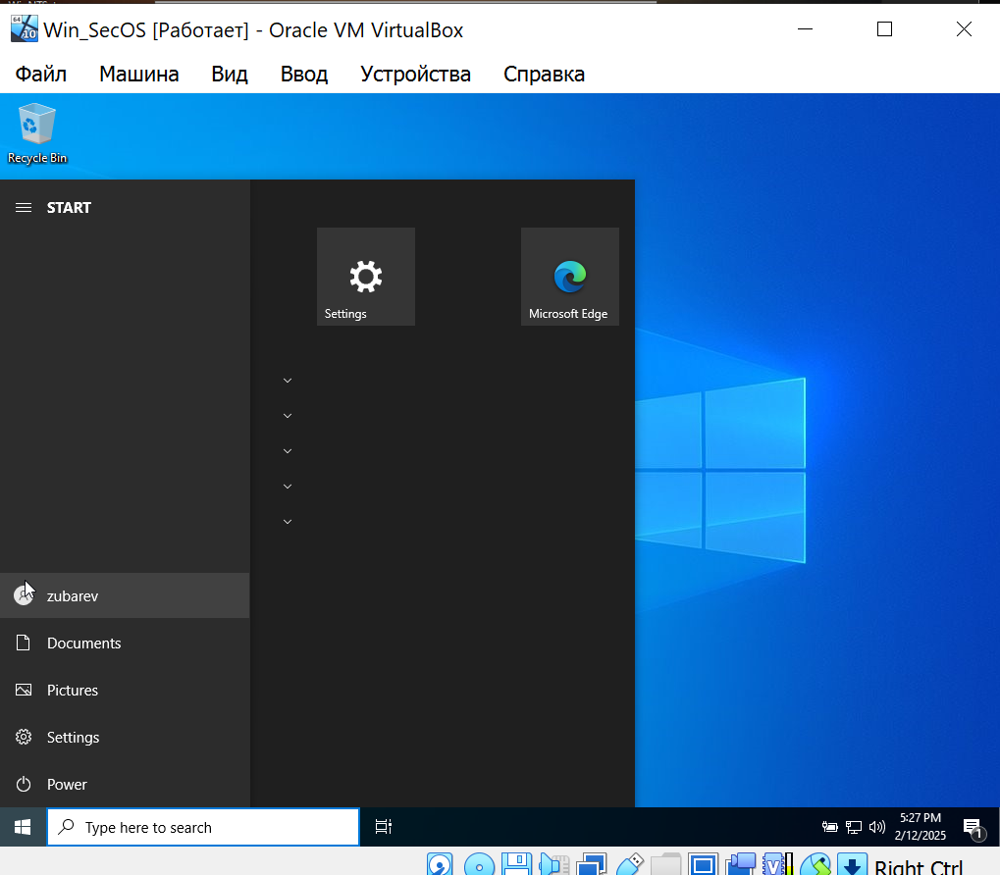 Win_SecOS [Работает] - Oracle VM VirtualBox
Файл Машина Вид Ввод Устройства Справка
Recycle Bin
START
Settings
Microsoft Edge
zubarev
Documents
Pictures
Settings
Power
Type here to search
5:27 PM
2/12/2025
1
Right Ctrl